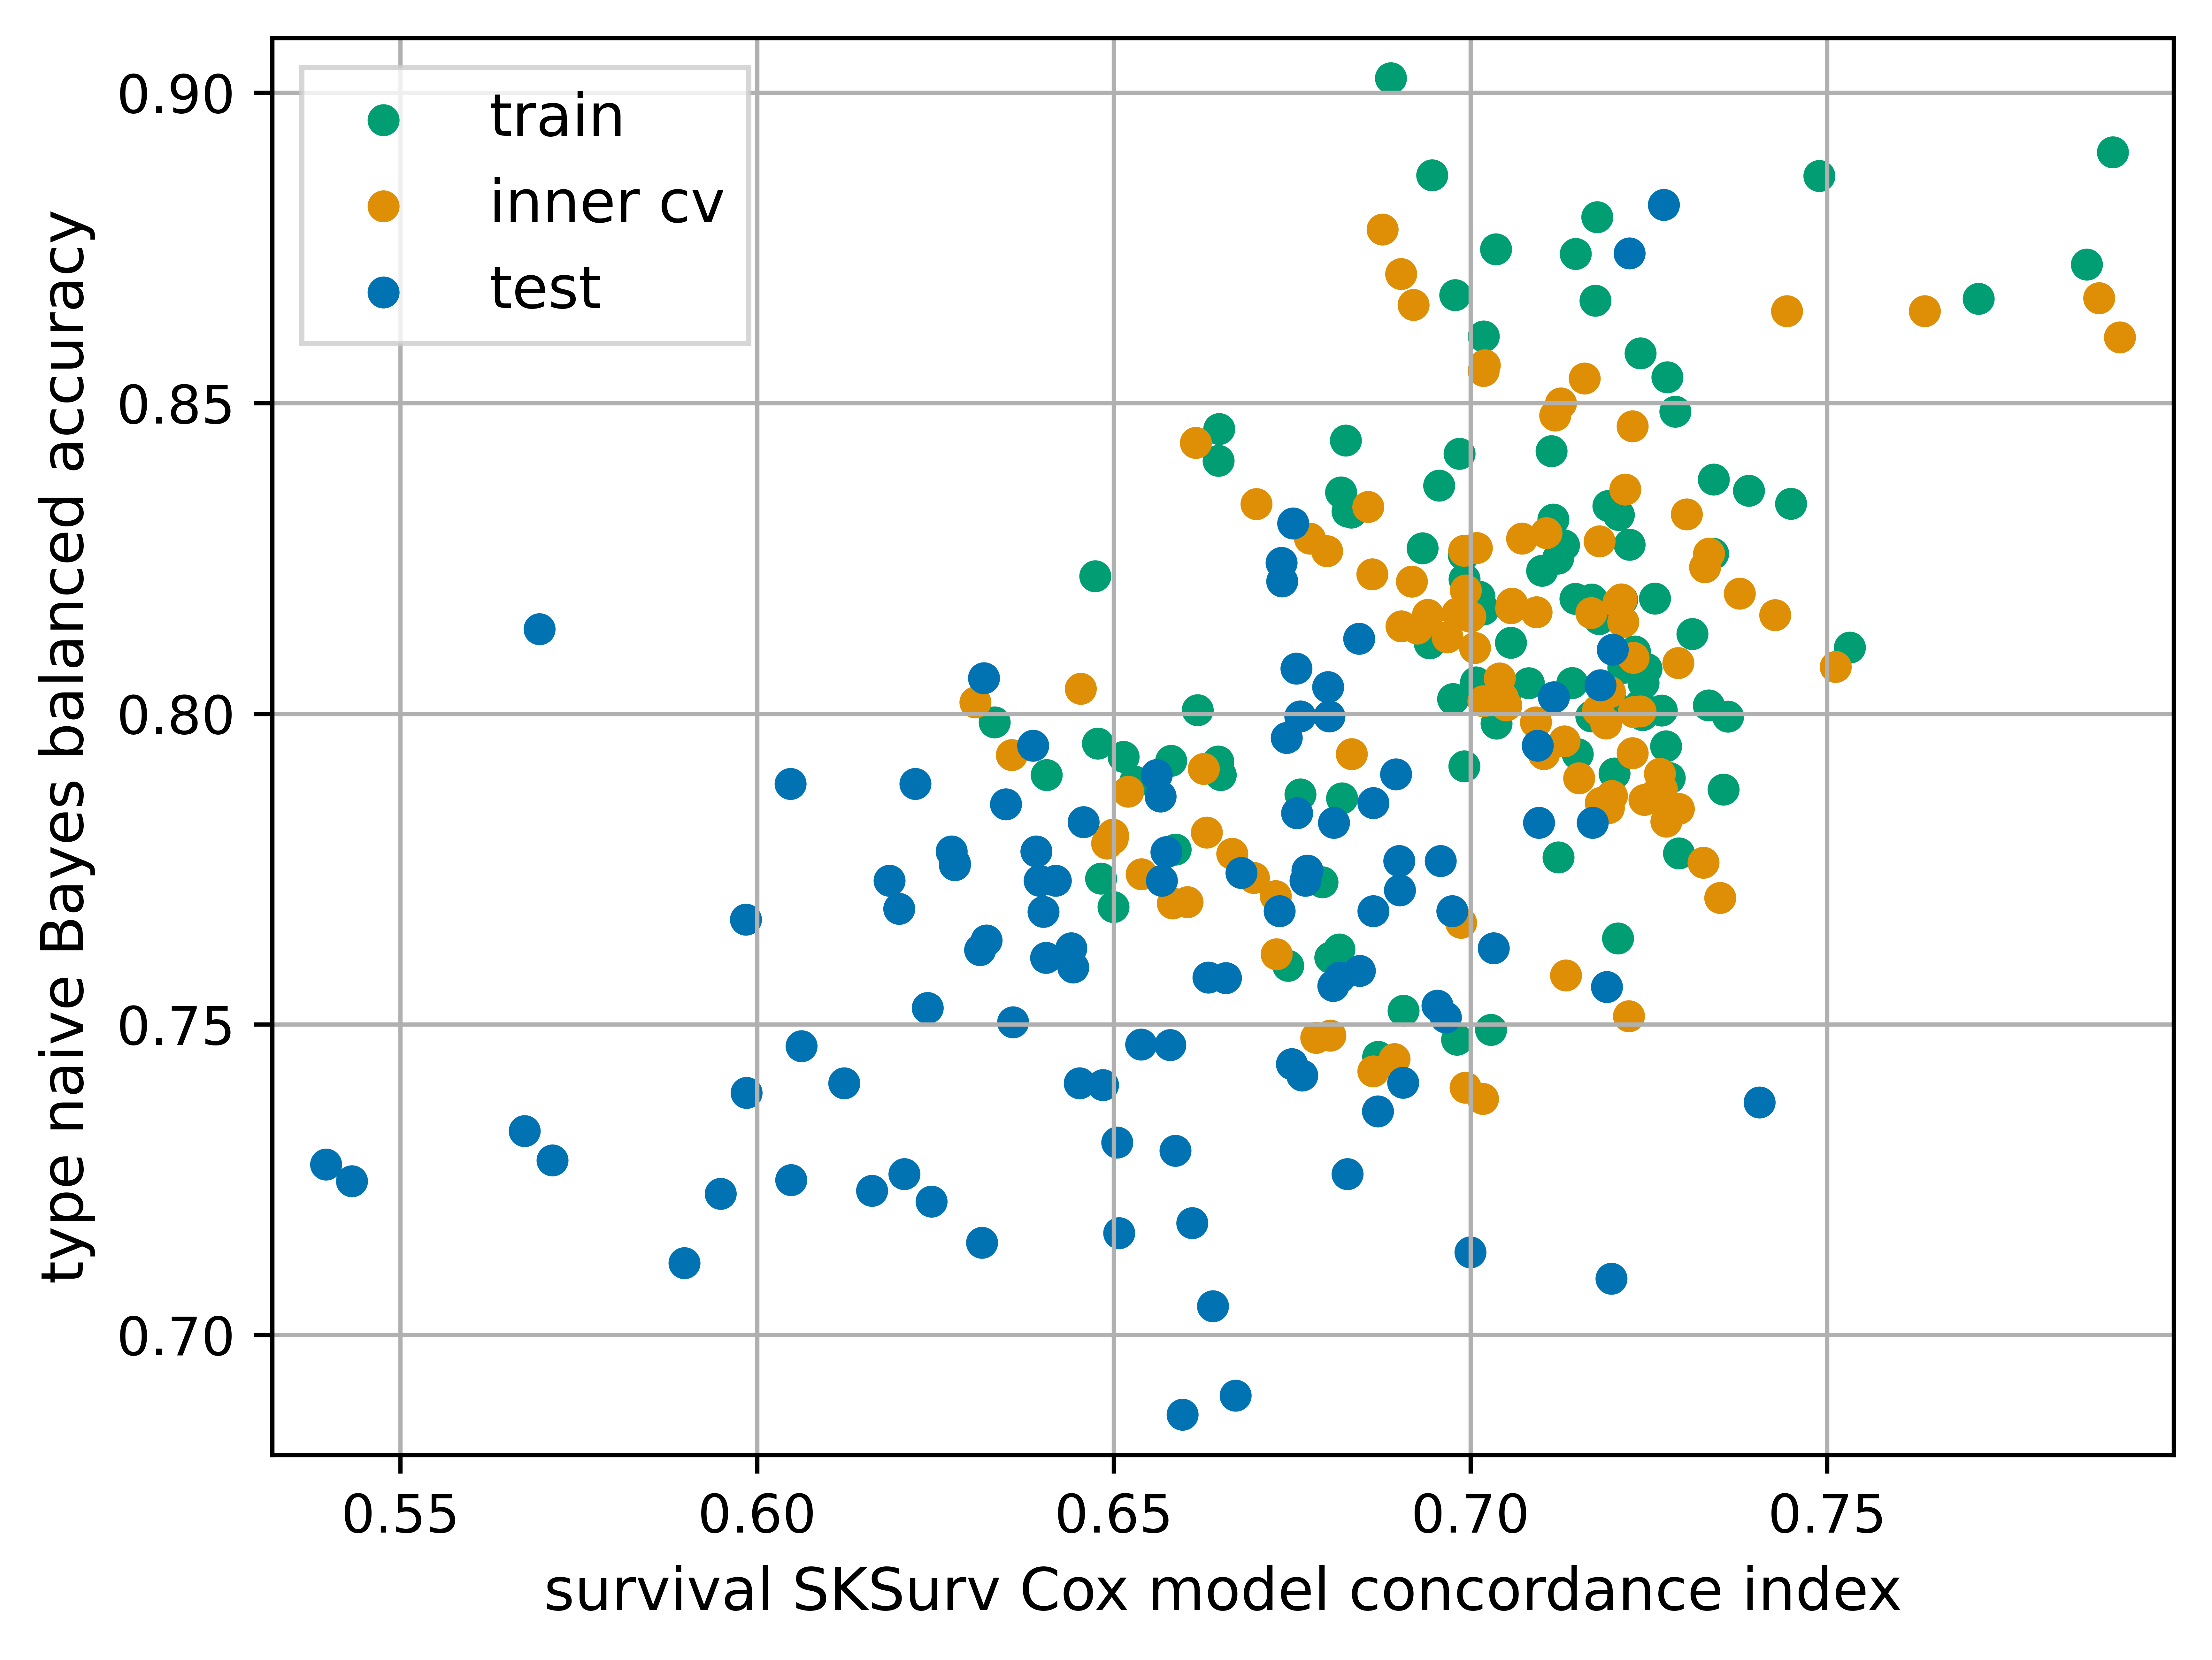 train
inner cv
test
type naive Bayes balanced accuracy
0.90
0.85
0.80
0.75
0.70
0.55
0.60
0.65
0.70
0.75
survival SKSurv Cox model concordance index